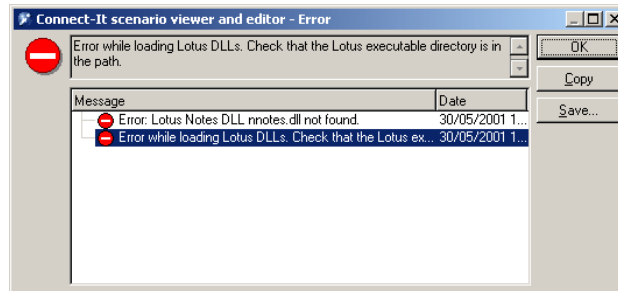 Connect-It scenario viewer and editor - Error
Error while loading Lotus DLLs. Check that the Lotus executable directory is in
the path.
OK
Copy
Save...
Message Date
Error: Lotus Notes DLL nnotes.dll not found. 30/05/2001 1...
Error while loading Lotus DLLs. Check that the Lotus ex... 30/05/2001 1...